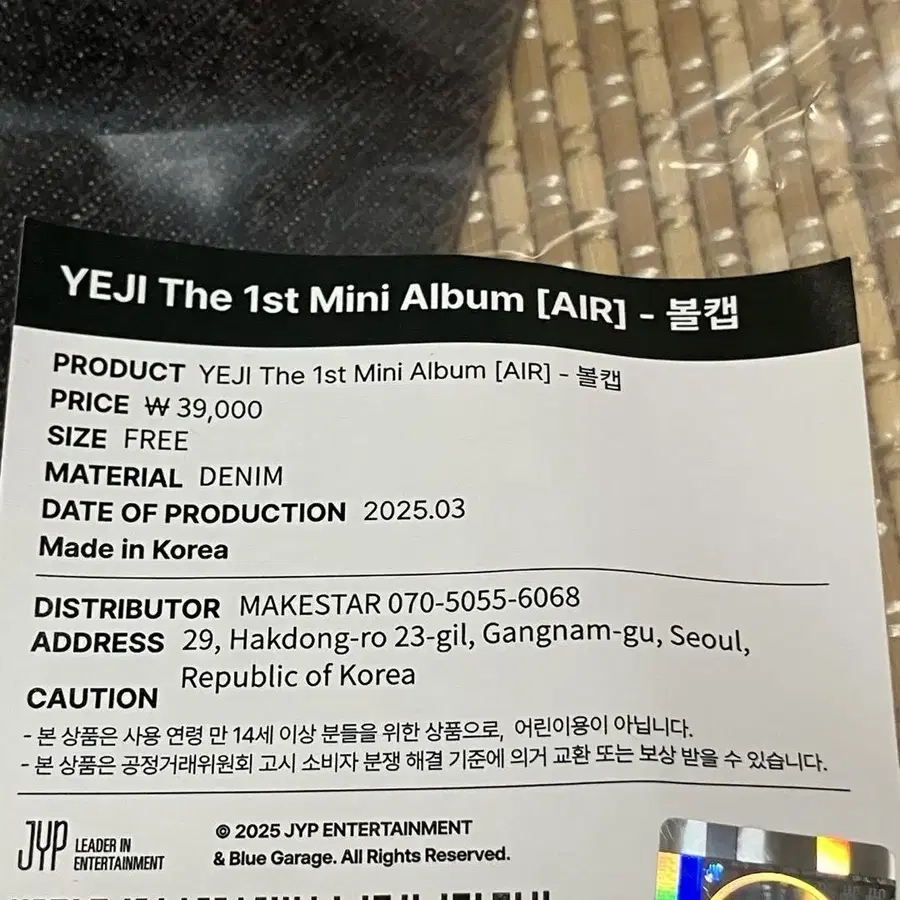 YEJI The 1st Mini Album [AIR] - 볼캡
PRODUCT YEJI The 1st Mini Album [AIR] - 볼캡
PRICE ₩ 39,000
SIZE FREE
MATERIAL DENIM
DATE OF PRODUCTION 2025.03
Made in Korea
DISTRIBUTOR MAKESTAR 070-5055-6068
ADDRESS 29, Hakdong-ro 23-gil, Gangnam-gu, Seoul,
Republic of Korea
CAUTION
- 본 상품은 사용 연령 만 14세 이상 분들을 위한 상품으로, 어린이용이 아닙니다.
- 본 상품은 공정거래위원회 고시 소비자 분쟁 해결 기준에 의거 교환 또는 보상 받을 수 있습니다.
JYP LEADER IN
ENTERTAINMENT
© 2025 JYP ENTERTAINMENT
& Blue Garage. All Rights Reserved.